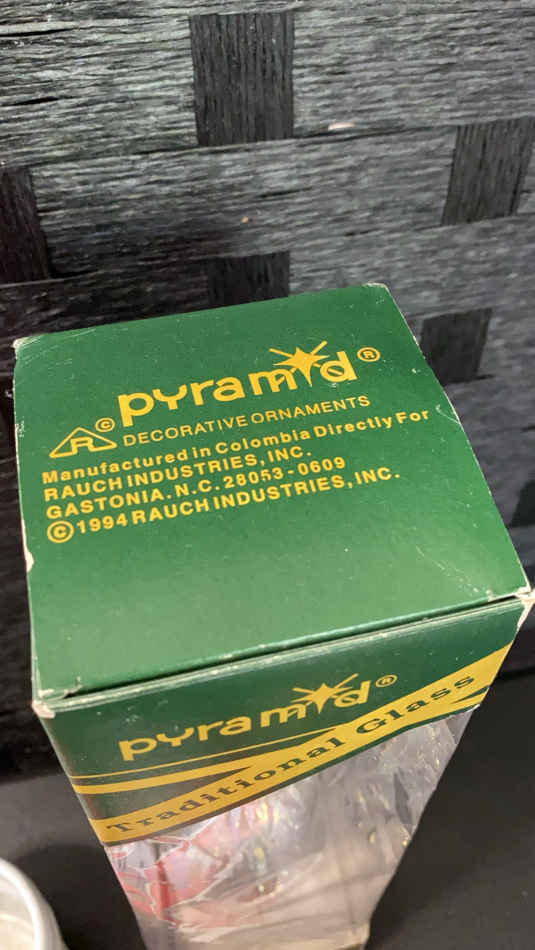 pyramid®
© R DECORATIVE ORNAMENTS
Manufactured in Colombia Directly For
RAUCH INDUSTRIES, INC.
GASTONIA. N.C. 28053-0609
©1994 RAUCH INDUSTRIES, INC.
pyramid®
Traditional Glass